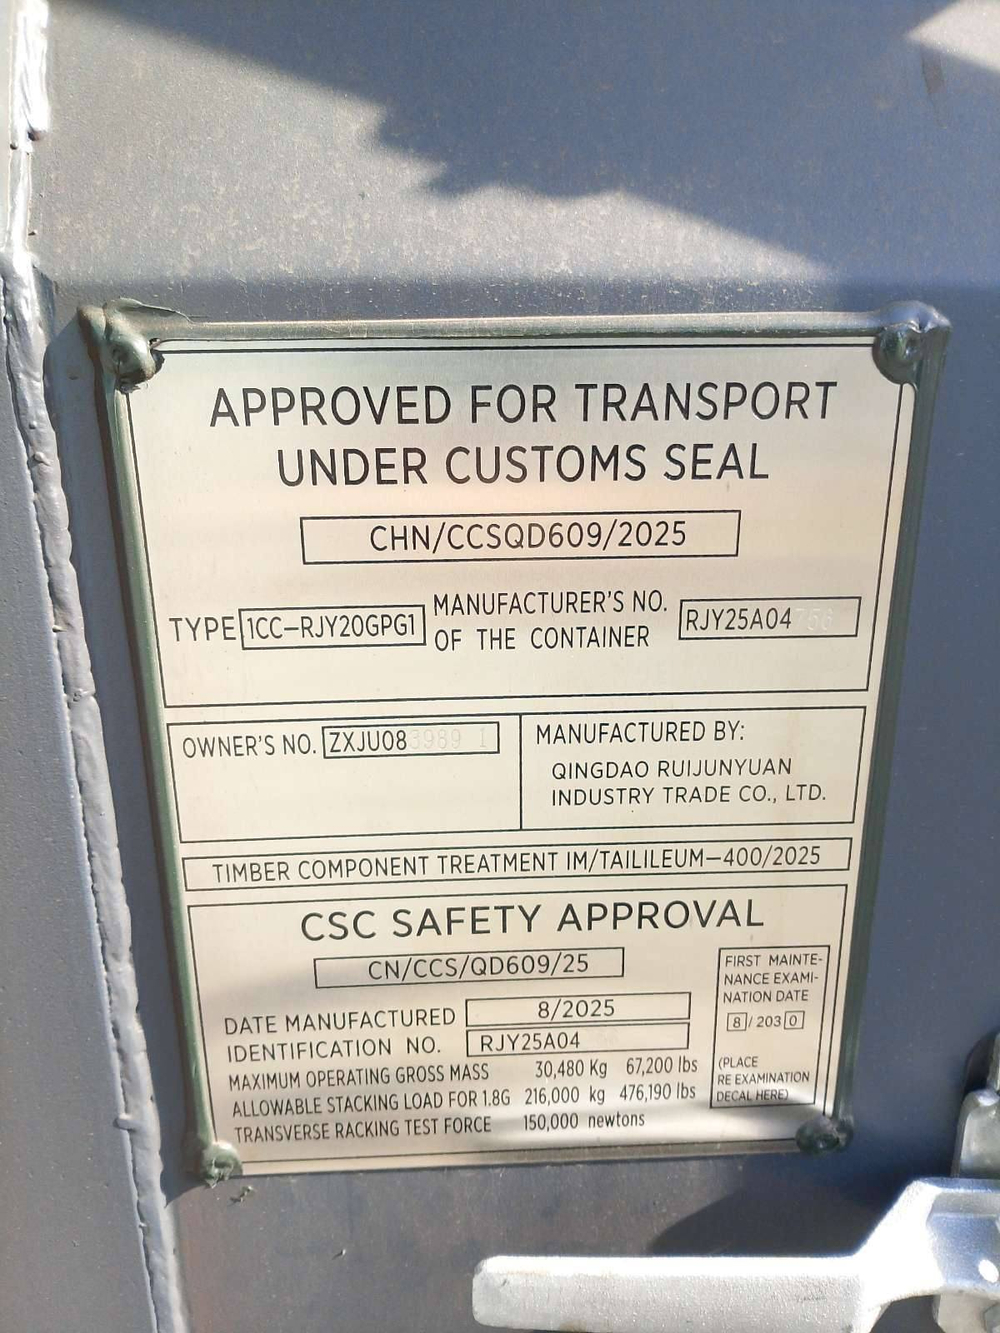 APPROVED FOR TRANSPORT
UNDER CUSTOMS SEAL
CHN/CCSQD609/2025
TYPE 1CC-RJY20GPG1
MANUFACTURER'S NO.
OF THE CONTAINER
RJY25A04
OWNER'S NO. ZXJU083989 1
MANUFACTURED BY:
QINGDAO RUIJUNYUAN
INDUSTRY TRADE CO., LTD.
TIMBER COMPONENT TREATMENT IM/TAILILEUM-400/2025
CSC SAFETY APPROVAL
CN/CCS/QD609/25
DATE MANUFACTURED 8/2025
IDENTIFICATION NO. RJY25A04
MAXIMUM OPERATING GROSS MASS 30,480 Kg 67,200 lbs
ALLOWABLE STACKING LOAD FOR 1.8G 216,000 kg 476,190 lbs
TRANSVERSE RACKING TEST FORCE 150,000 newtons
FIRST MAINTE-
NANCE EXAMI-
NATION DATE
8/2030
(PLACE
RE EXAMINATION
DECAL HERE)